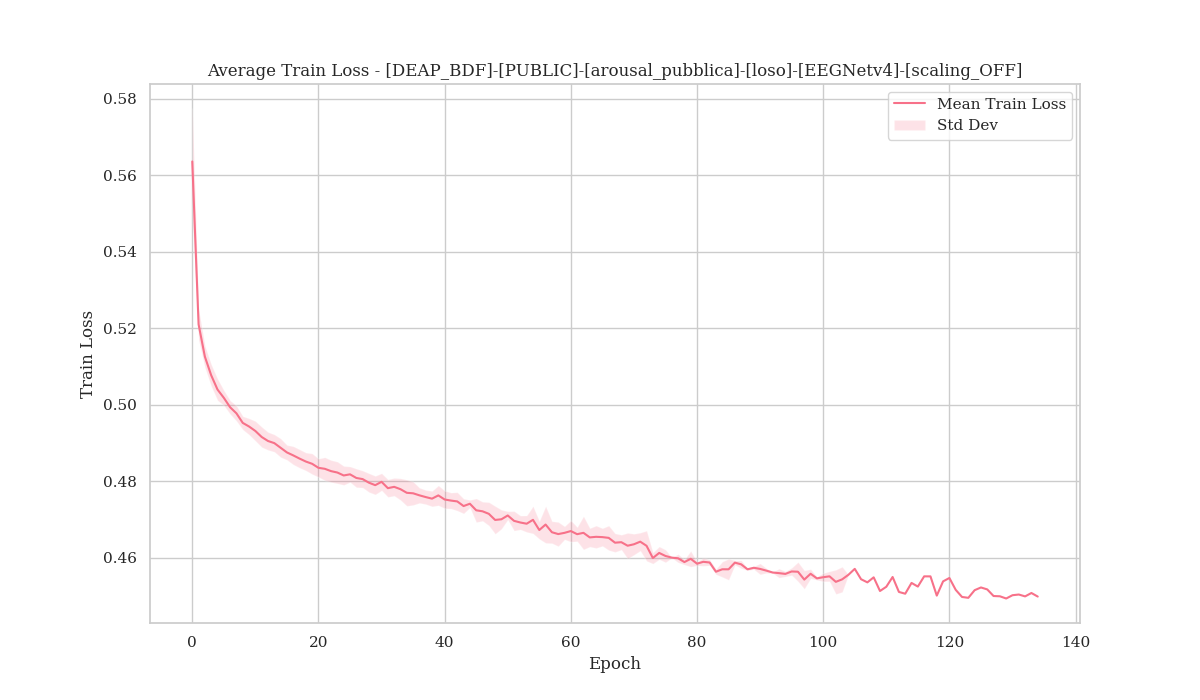 Average Train Loss - [DEAP_BDF]-[PUBLIC]-[arousal_pubblica]-[loso]-[EEGNetv4]-[scaling_OFF]
Mean Train Loss
Std Dev
0.58
0.56
0.54
0.52
0.50
0.48
0.46
Train Loss
0 20 40 60 80 100 120 140
Epoch